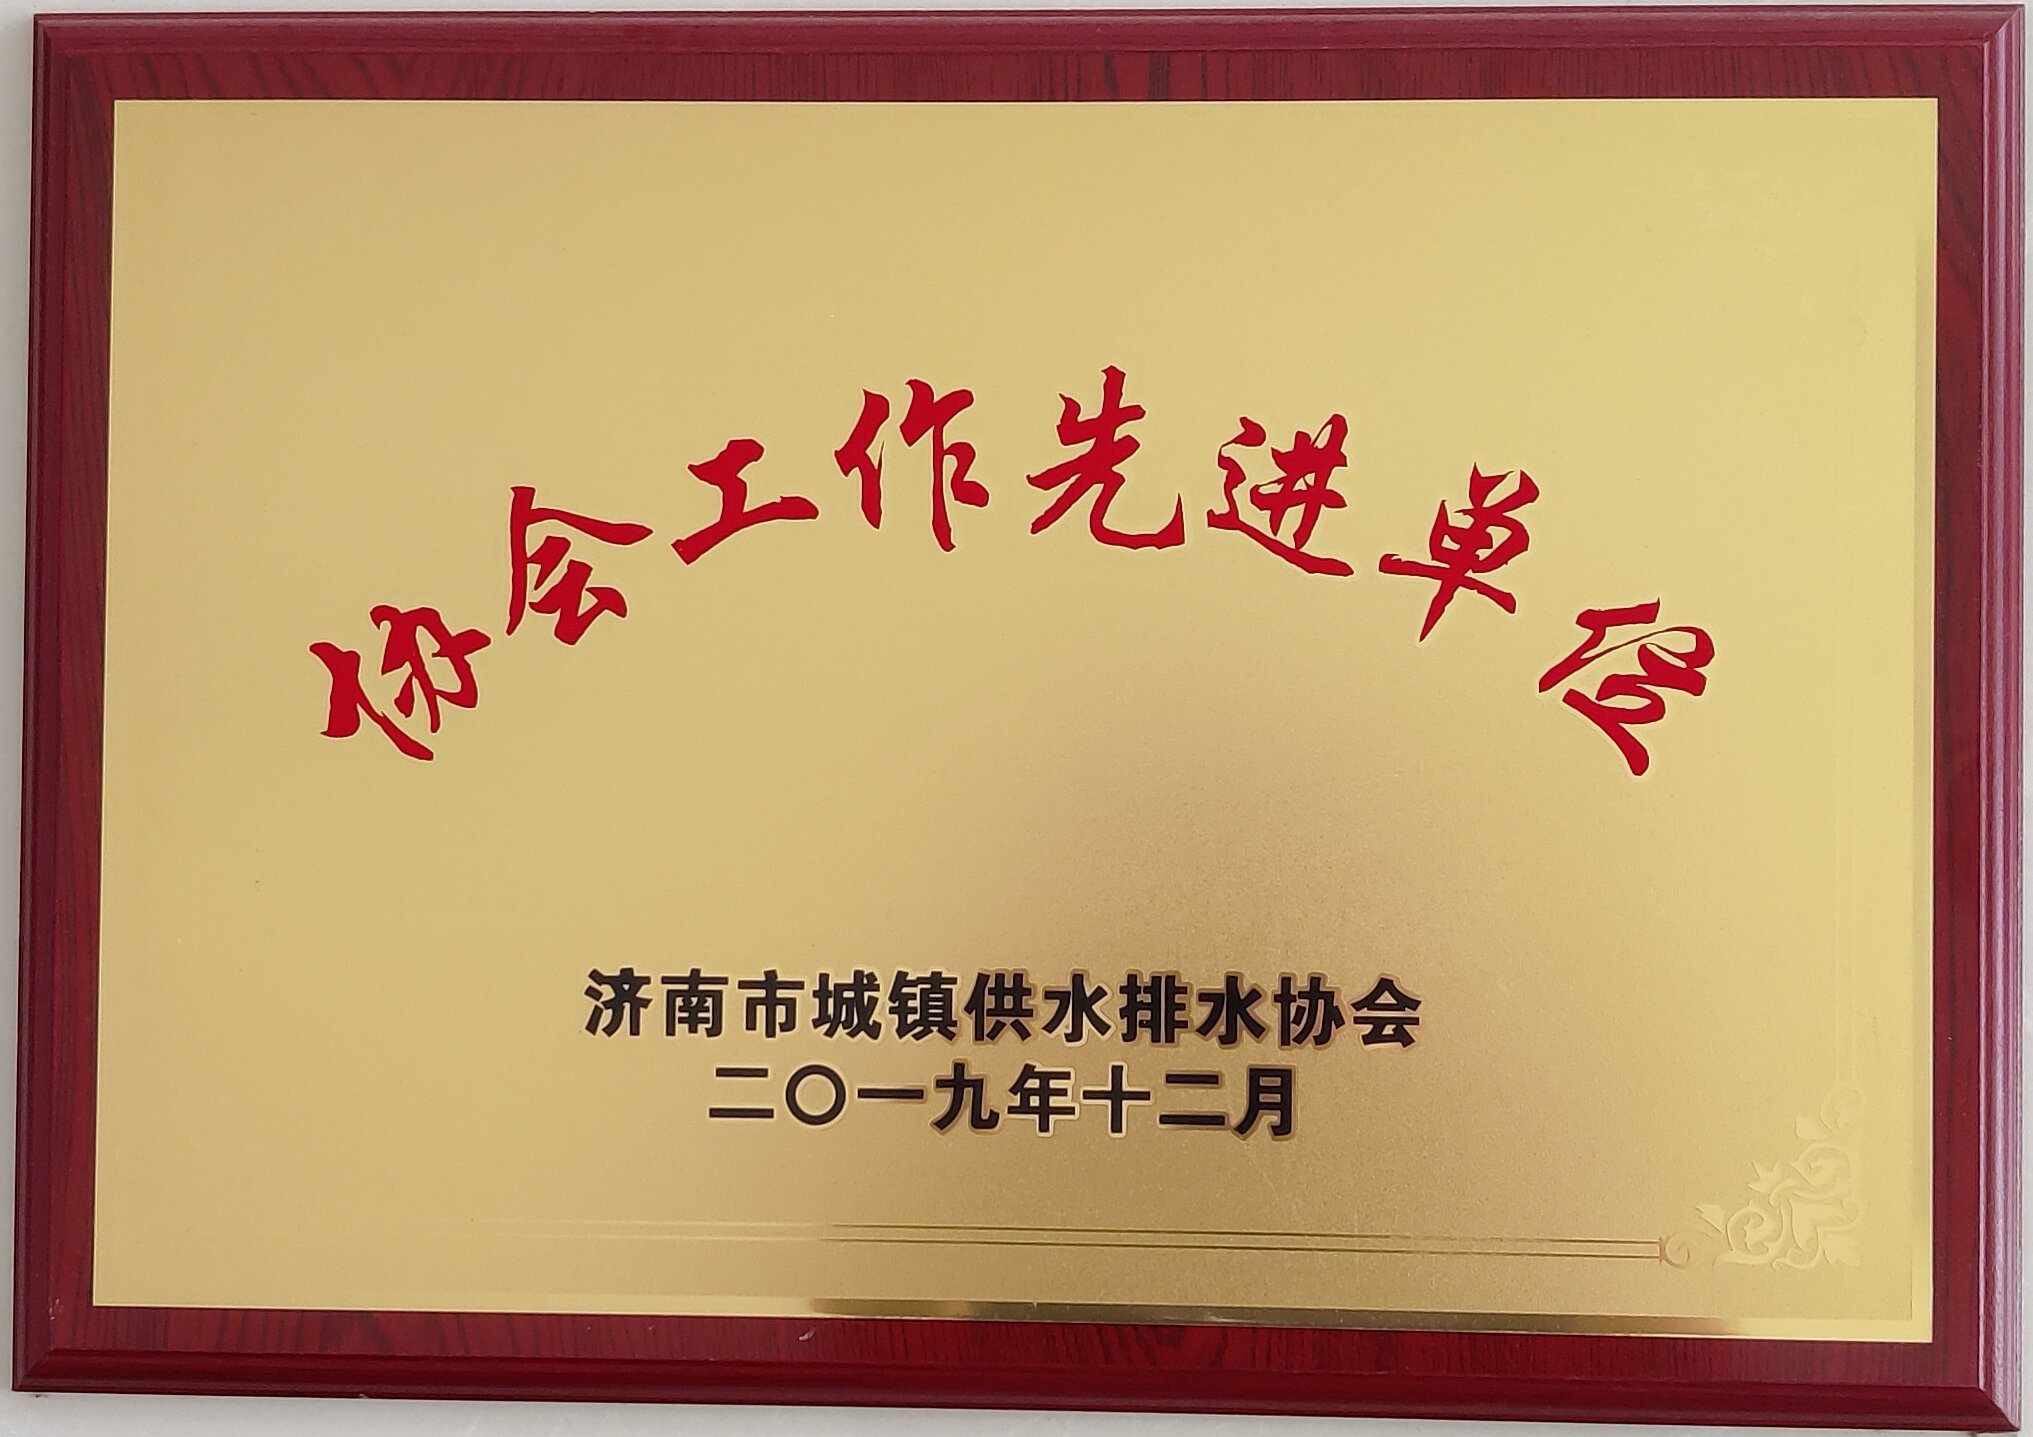 协会工作先进单位
济南市城镇供水排水协会
二〇一九年十二月